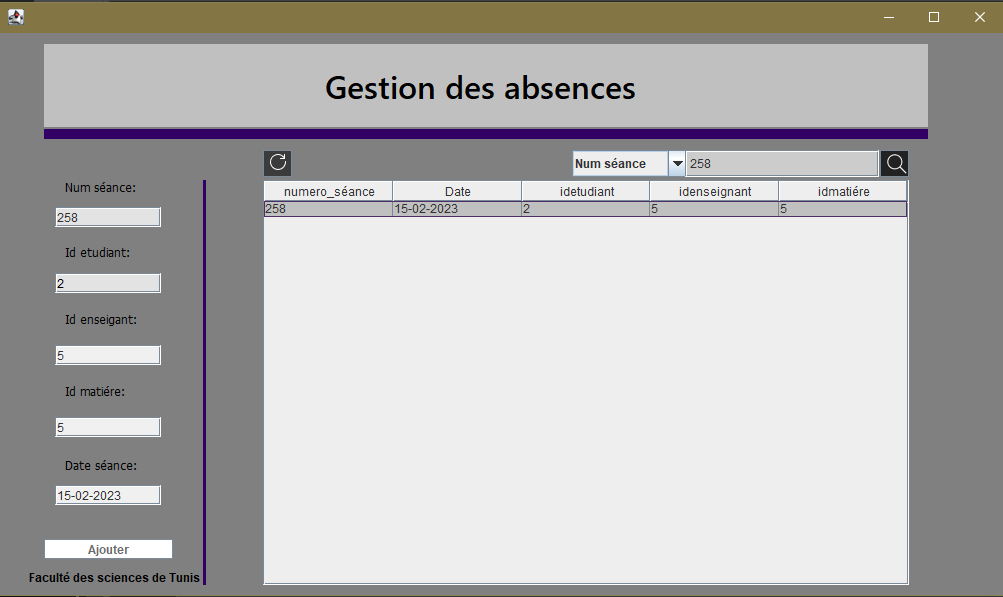 Gestion des absences
Num séance 258
Num séance:
258
Id etudiant:
2
Id enseigant:
5
Id matiére:
5
Date séance:
15-02-2023
Ajouter
Faculté des sciences de Tunis
numero_séance Date idetudiant idenseignant idmatiére
258 15-02-2023 2 5 5